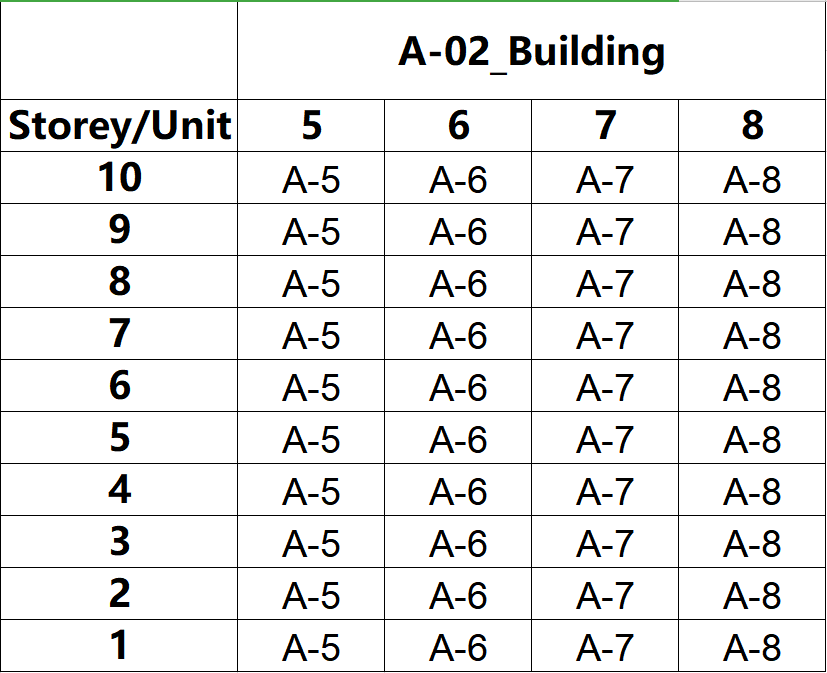 A-02_Building
Storey/Unit 5 6 7 8
10 A-5 A-6 A-7 A-8
9 A-5 A-6 A-7 A-8
8 A-5 A-6 A-7 A-8
7 A-5 A-6 A-7 A-8
6 A-5 A-6 A-7 A-8
5 A-5 A-6 A-7 A-8
4 A-5 A-6 A-7 A-8
3 A-5 A-6 A-7 A-8
2 A-5 A-6 A-7 A-8
1 A-5 A-6 A-7 A-8